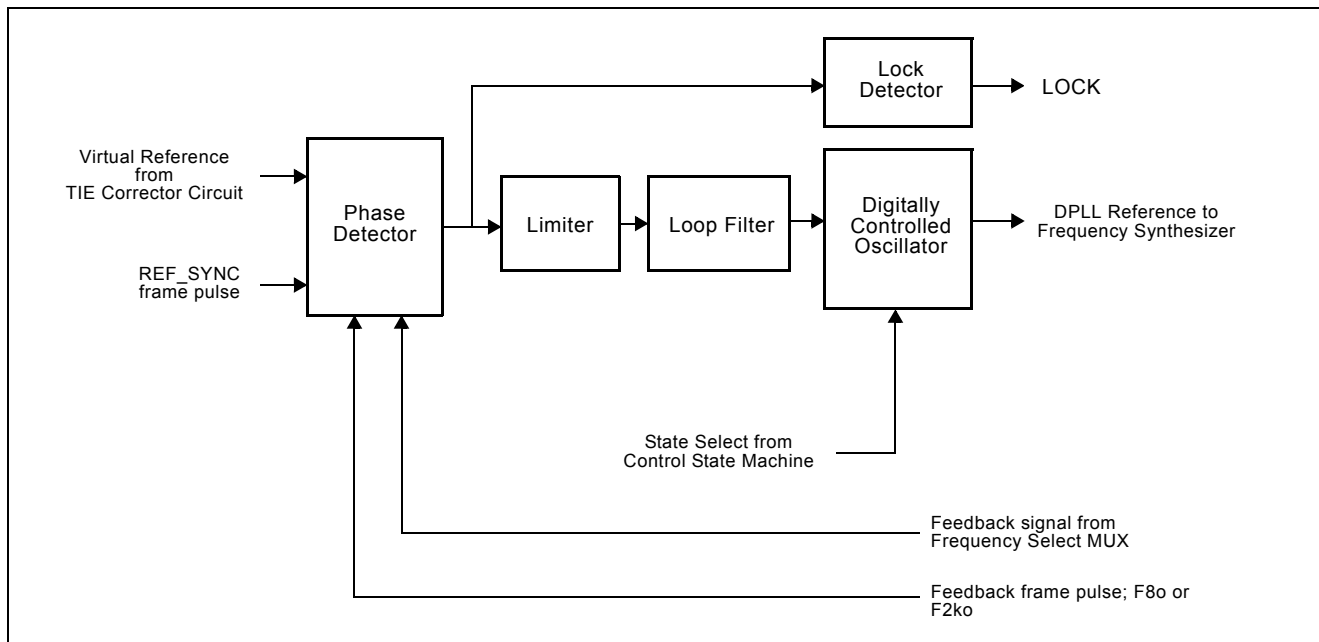 Lock
Detector
LOCK
Virtual Reference
from
TIE Corrector Circuit
Phase
Detector
Limiter
Loop Filter
Digitally
Controlled
Oscillator
DPLL Reference to
Frequency Synthesizer
REF_SYNC
frame pulse
State Select from
Control State Machine
Feedback signal from
Frequency Select MUX
Feedback frame pulse; F8o or
F2ko